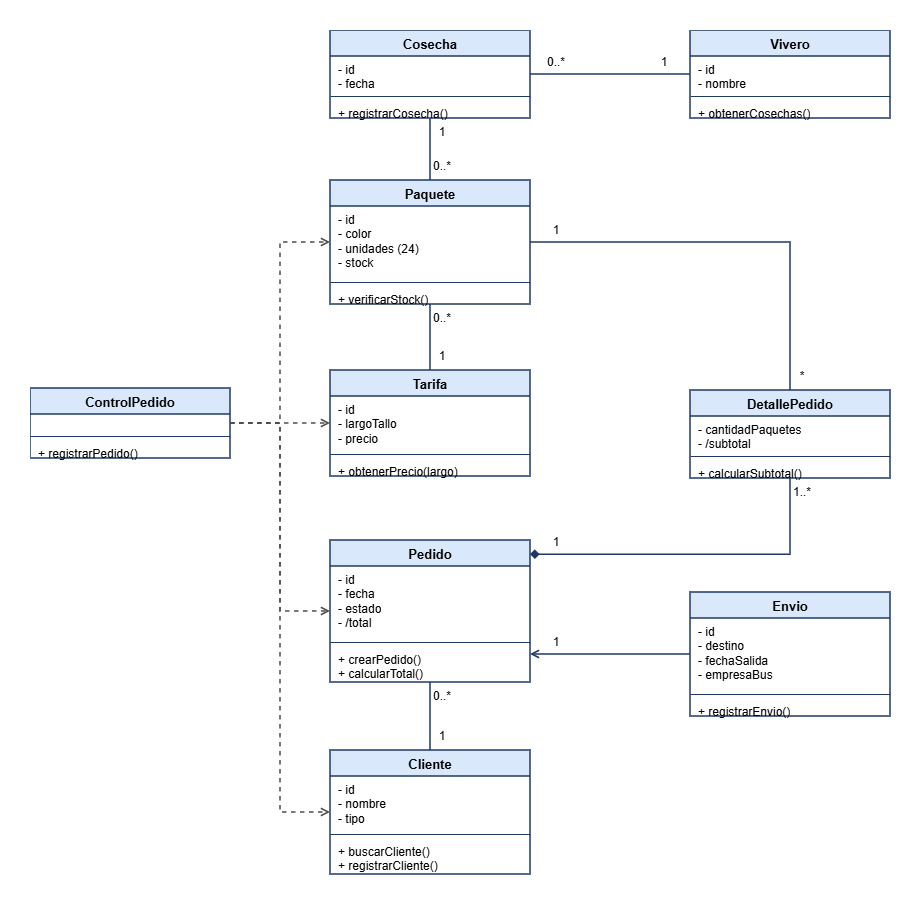 Cosecha
- id
- fecha
+ registrarCosecha()
0..*
1
Vivero
- id
- nombre
+ obtenerCosechas()
1
0..*
Paquete
- id
- color
- unidades (24)
- stock
+ verificarStock()
1
*
0..*
1
Tarifa
- id
- largoTallo
- precio
+ obtenerPrecio(largo)
ControlPedido
+ registrarPedido()
DetallePedido
- cantidadPaquetes
- /subtotal
+ calcularSubtotal()
1..*
1
Pedido
- id
- fecha
- estado
- /total
+ crearPedido()
+ calcularTotal()
1
Envio
- id
- destino
- fechaSalida
- empresaBus
+ registrarEnvio()
0..*
1
Cliente
- id
- nombre
- tipo
+ buscarCliente()
+ registrarCliente()